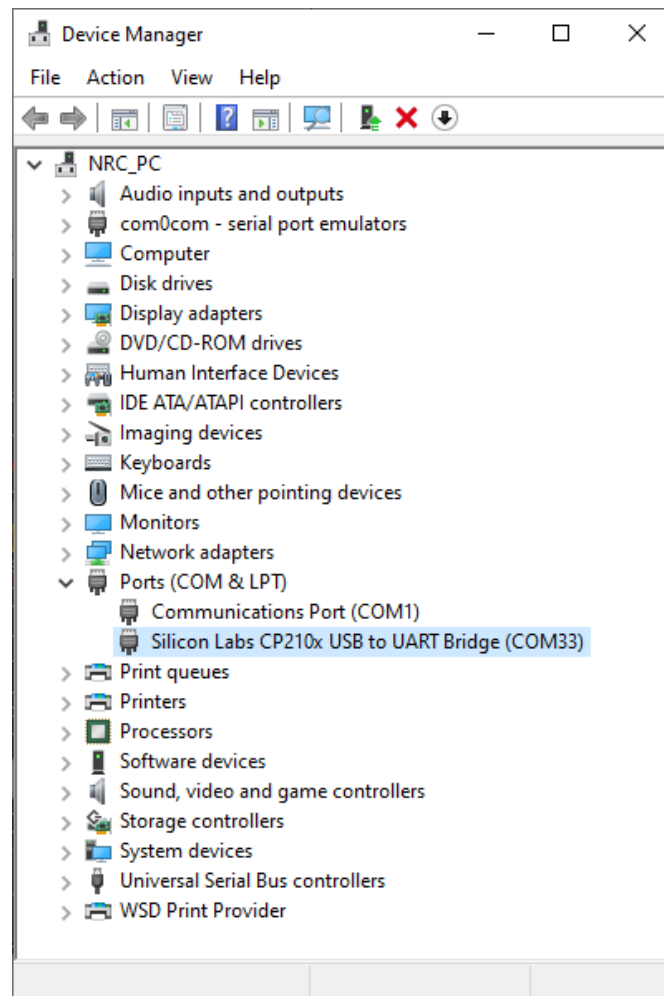 Device Manager
File Action View Help
NRC_PC
Audio inputs and outputs
com0com - serial port emulators
Computer
Disk drives
Display adapters
DVD/CD-ROM drives
Human Interface Devices
IDE ATA/ATAPI controllers
Imaging devices
Keyboards
Mice and other pointing devices
Monitors
Network adapters
Ports (COM & LPT)
Communications Port (COM1)
Silicon Labs CP210x USB to UART Bridge (COM33)
Print queues
Printers
Processors
Software devices
Sound, video and game controllers
Storage controllers
System devices
Universal Serial Bus controllers
WSD Print Provider